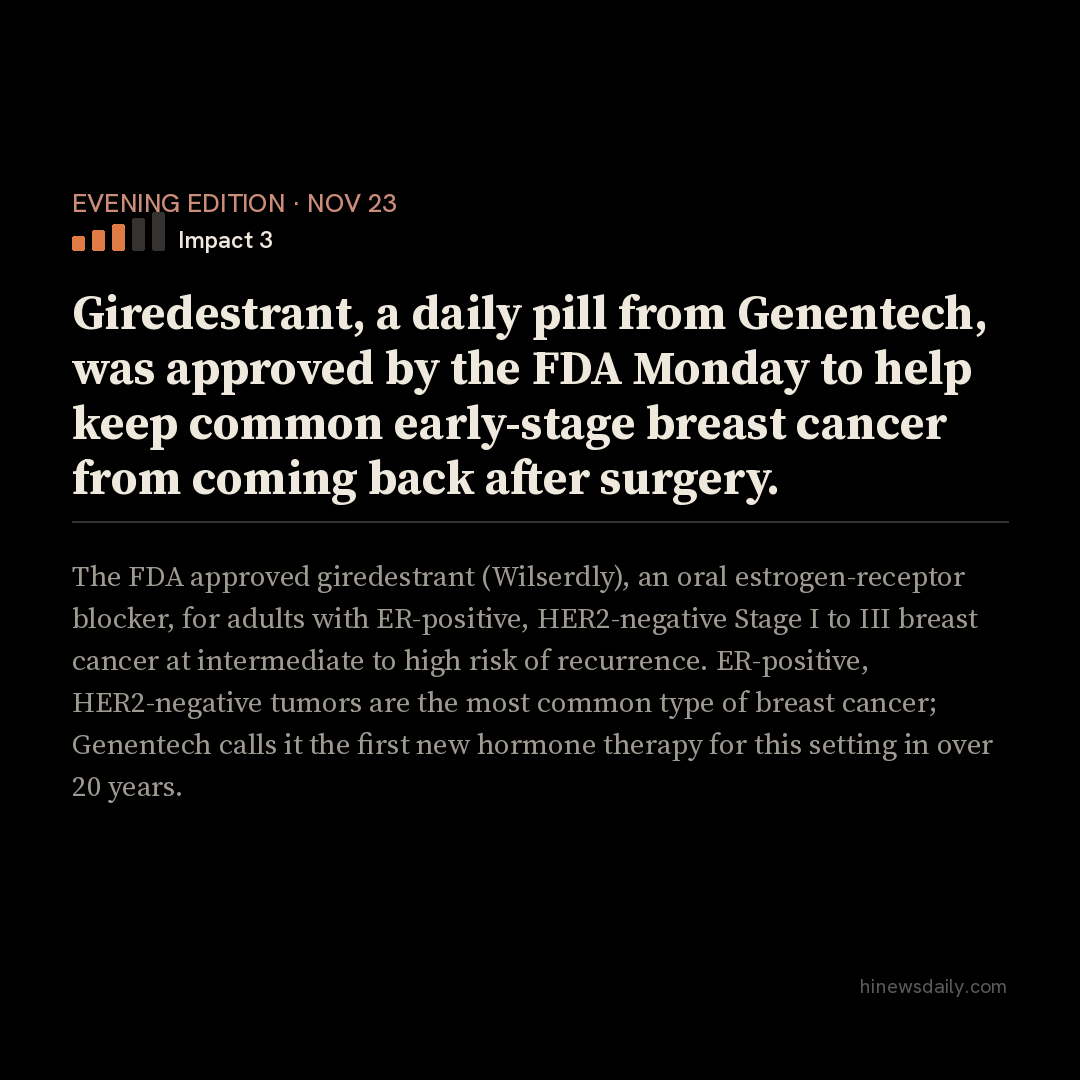 EVENING EDITION · NOV 23
Impact 3
Giredestrant, a daily pill from Genentech,
was approved by the FDA Monday to help
keep common early-stage breast cancer
from coming back after surgery.
The FDA approved giredestrant (Wilserdly), an oral estrogen-receptor
blocker, for adults with ER-positive, HER2-negative Stage I to III breast
cancer at intermediate to high risk of recurrence. ER-positive,
HER2-negative tumors are the most common type of breast cancer;
Genentech calls it the first new hormone therapy for this setting in over
20 years.
hinewsdaily.com